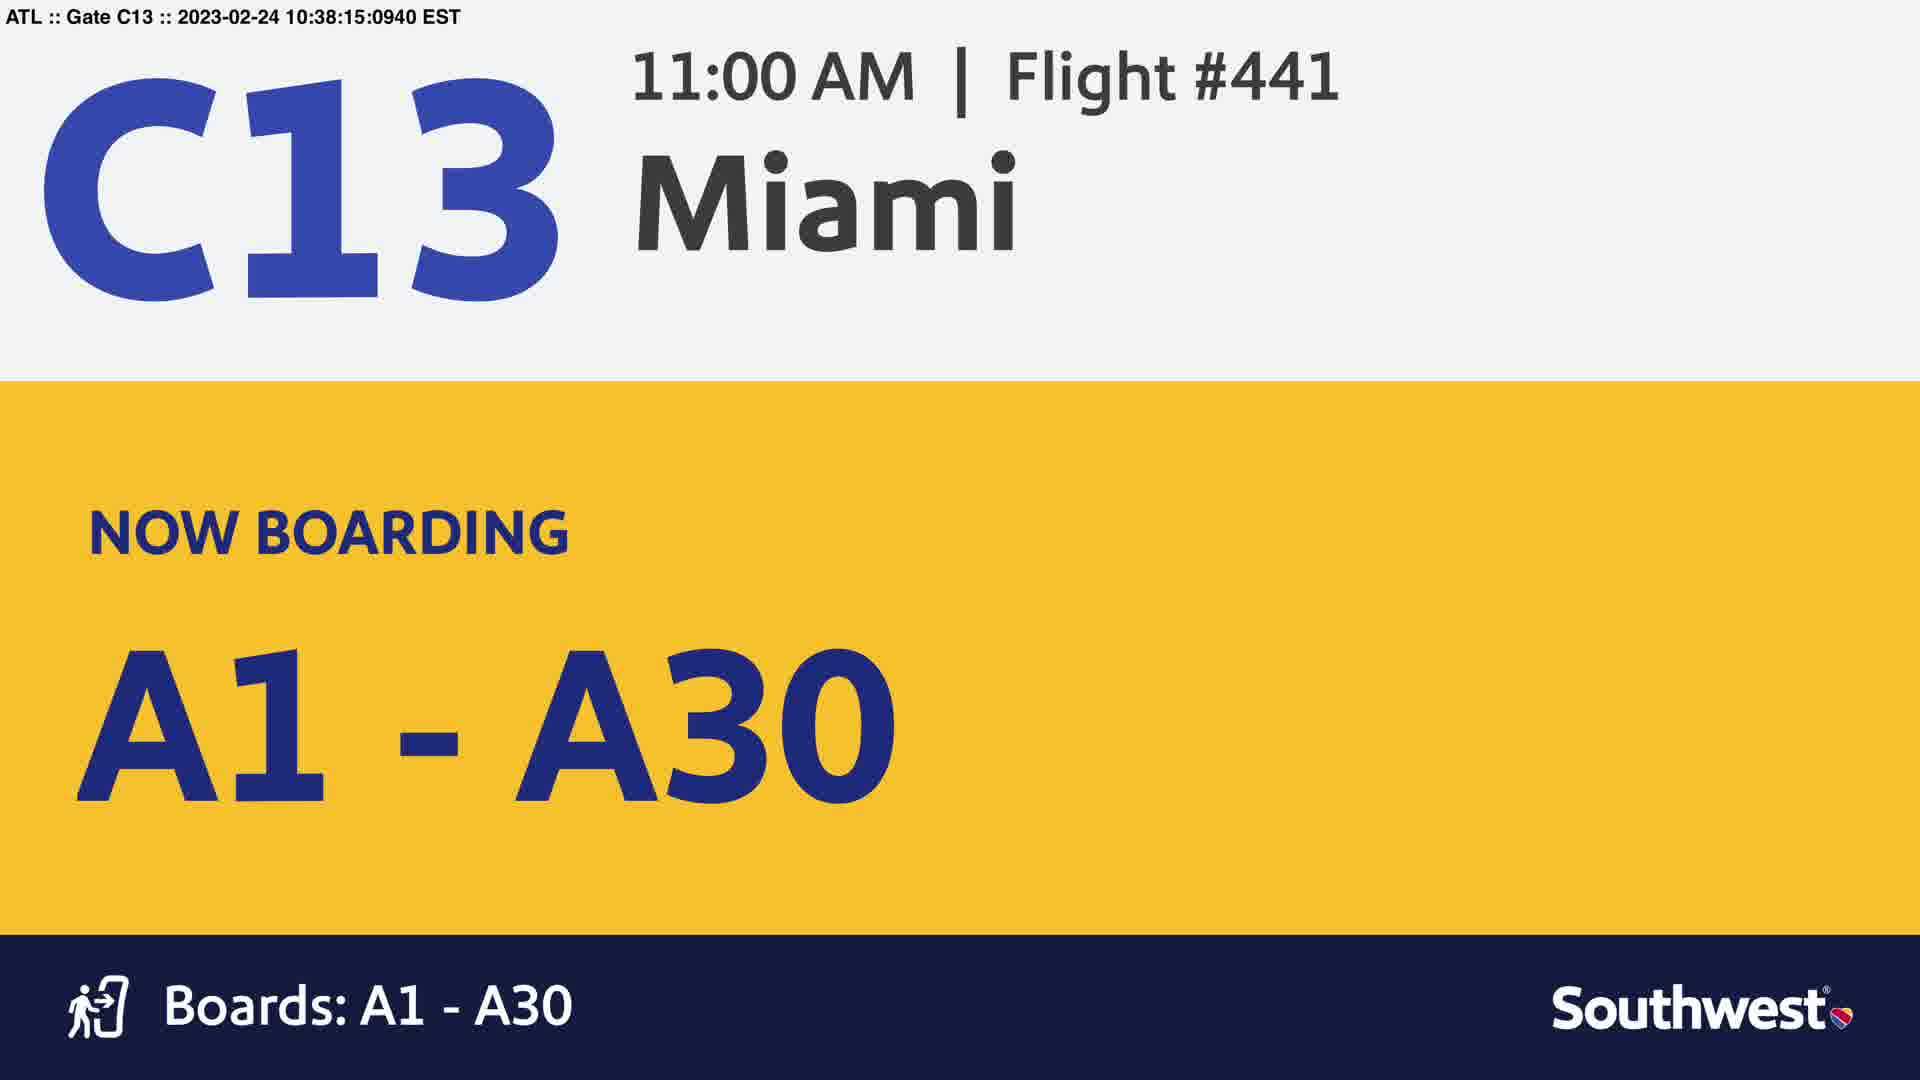 ATL :: Gate C13 :: 2023-02-24 10:38:15:0940 EST
C13
11:00 AM | Flight #441
Miami
NOW BOARDING
A1 - A30
Boards: A1 - A30
Southwest®